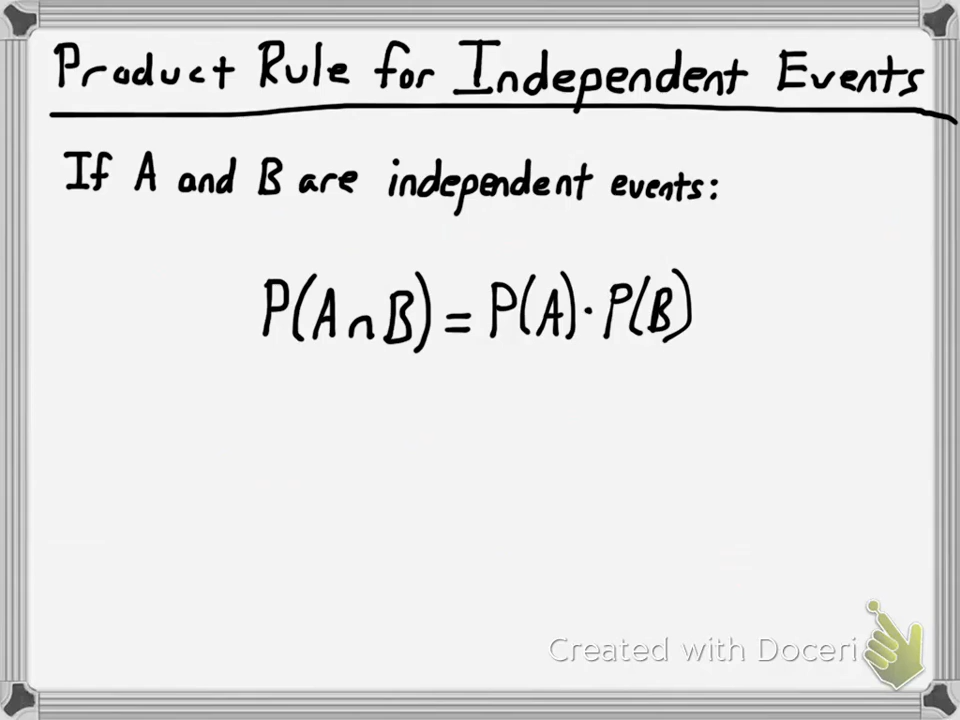 Product Rule for Independent Events
If A and B are independent events:
P(A∩B) = P(A)·P(B)
Created with Doceri